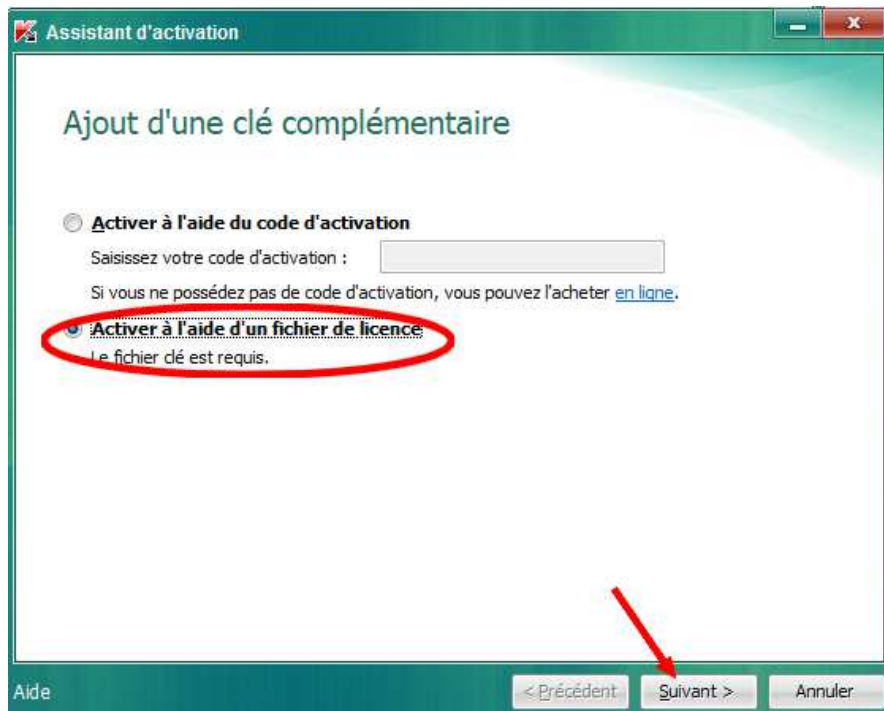 Assistant d'activation
Ajout d'une clé complémentaire
Activer à l'aide du code d'activation
Saisissez votre code d'activation :
Si vous ne possédez pas de code d'activation, vous pouvez l'acheter en ligne.
Activer à l'aide d'un fichier de licence
Le fichier clé est requis.
Aide
< Précédent
Suivant >
Annuler